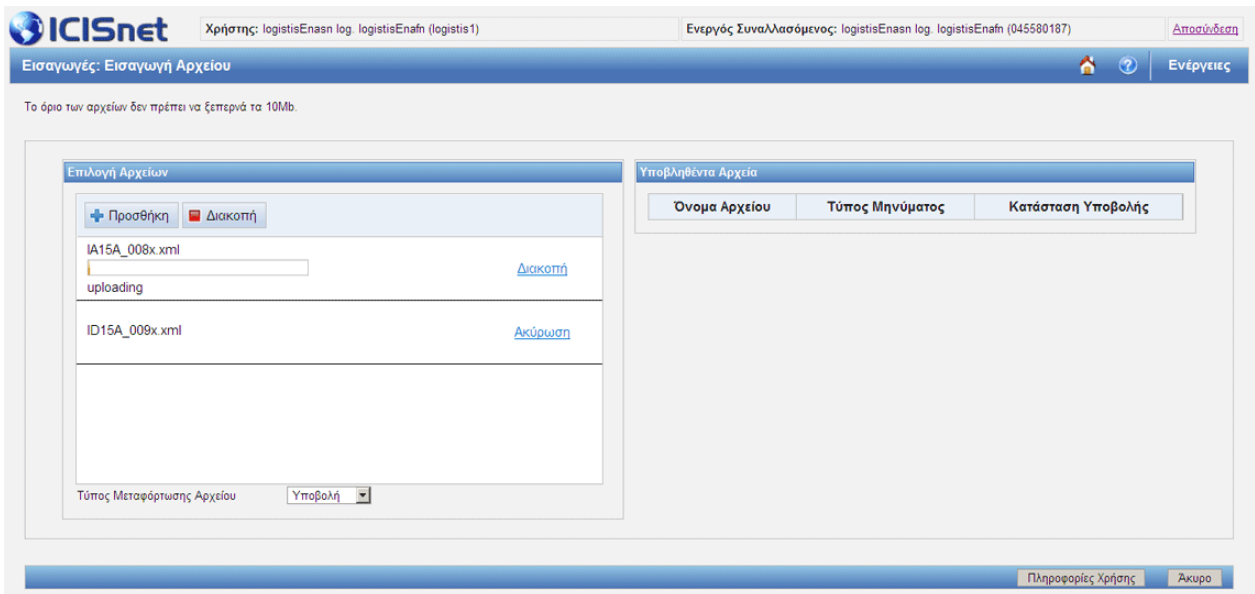 ICISnet
Χρήστης: logistisEnasn log. logistisEnafn (logistis1)
Ενεργός Συναλλασόμενος: logistisEnasn log. logistisEnafn (045580187)
Αποσύνδεση
Εισαγωγές: Εισαγωγή Αρχείου
Ενέργειες
Το όριο των αρχείων δεν πρέπει να ξεπερνά τα 10Mb.
Επιλογή Αρχείων
Υποβληθέντα Αρχεία
Προσθήκη Διακοπή
Όνομα Αρχείου Τύπος Μηνύματος Κατάσταση Υποβολής
IA15A_008x.xml
Διακοπή
uploading
ID15A_009x.xml
Ακύρωση
Τύπος Μεταφόρτωσης Αρχείου Υποβολή
Πληροφορίες Χρήσης Άκυρο